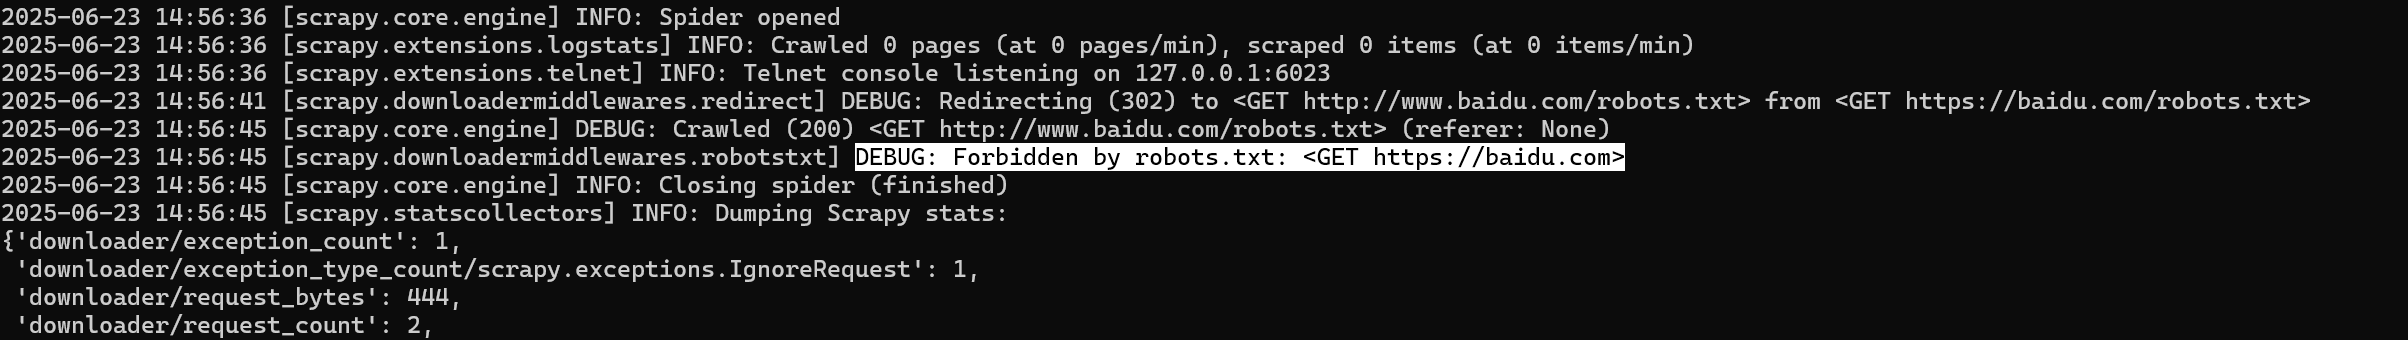 2025-06-23 14:56:36 [scrapy.core.engine] INFO: Spider opened
2025-06-23 14:56:36 [scrapy.extensions.logstats] INFO: Crawled 0 pages (at 0 pages/min), scraped 0 items (at 0 items/min)
2025-06-23 14:56:36 [scrapy.extensions.telnet] INFO: Telnet console listening on 127.0.0.1:6023
2025-06-23 14:56:41 [scrapy.downloadermiddlewares.redirect] DEBUG: Redirecting (302) to <GET http://www.baidu.com/robots.txt> from <GET https://baidu.com/robots.txt>
2025-06-23 14:56:45 [scrapy.core.engine] DEBUG: Crawled (200) <GET http://www.baidu.com/robots.txt> (referer: None)
2025-06-23 14:56:45 [scrapy.downloadermiddlewares.robotstxt] DEBUG: Forbidden by robots.txt: <GET https://baidu.com>
2025-06-23 14:56:45 [scrapy.core.engine] INFO: Closing spider (finished)
2025-06-23 14:56:45 [scrapy.statscollectors] INFO: Dumping Scrapy stats:
{'downloader/exception_count': 1,
 'downloader/exception_type_count/scrapy.exceptions.IgnoreRequest': 1,
 'downloader/request_bytes': 444,
 'downloader/request_count': 2,